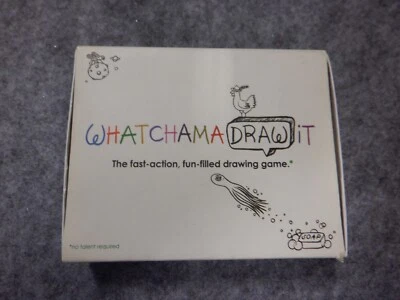 WHATCHAMADRAWiT
The fast-action, fun-filled drawing game.*
*no talent required